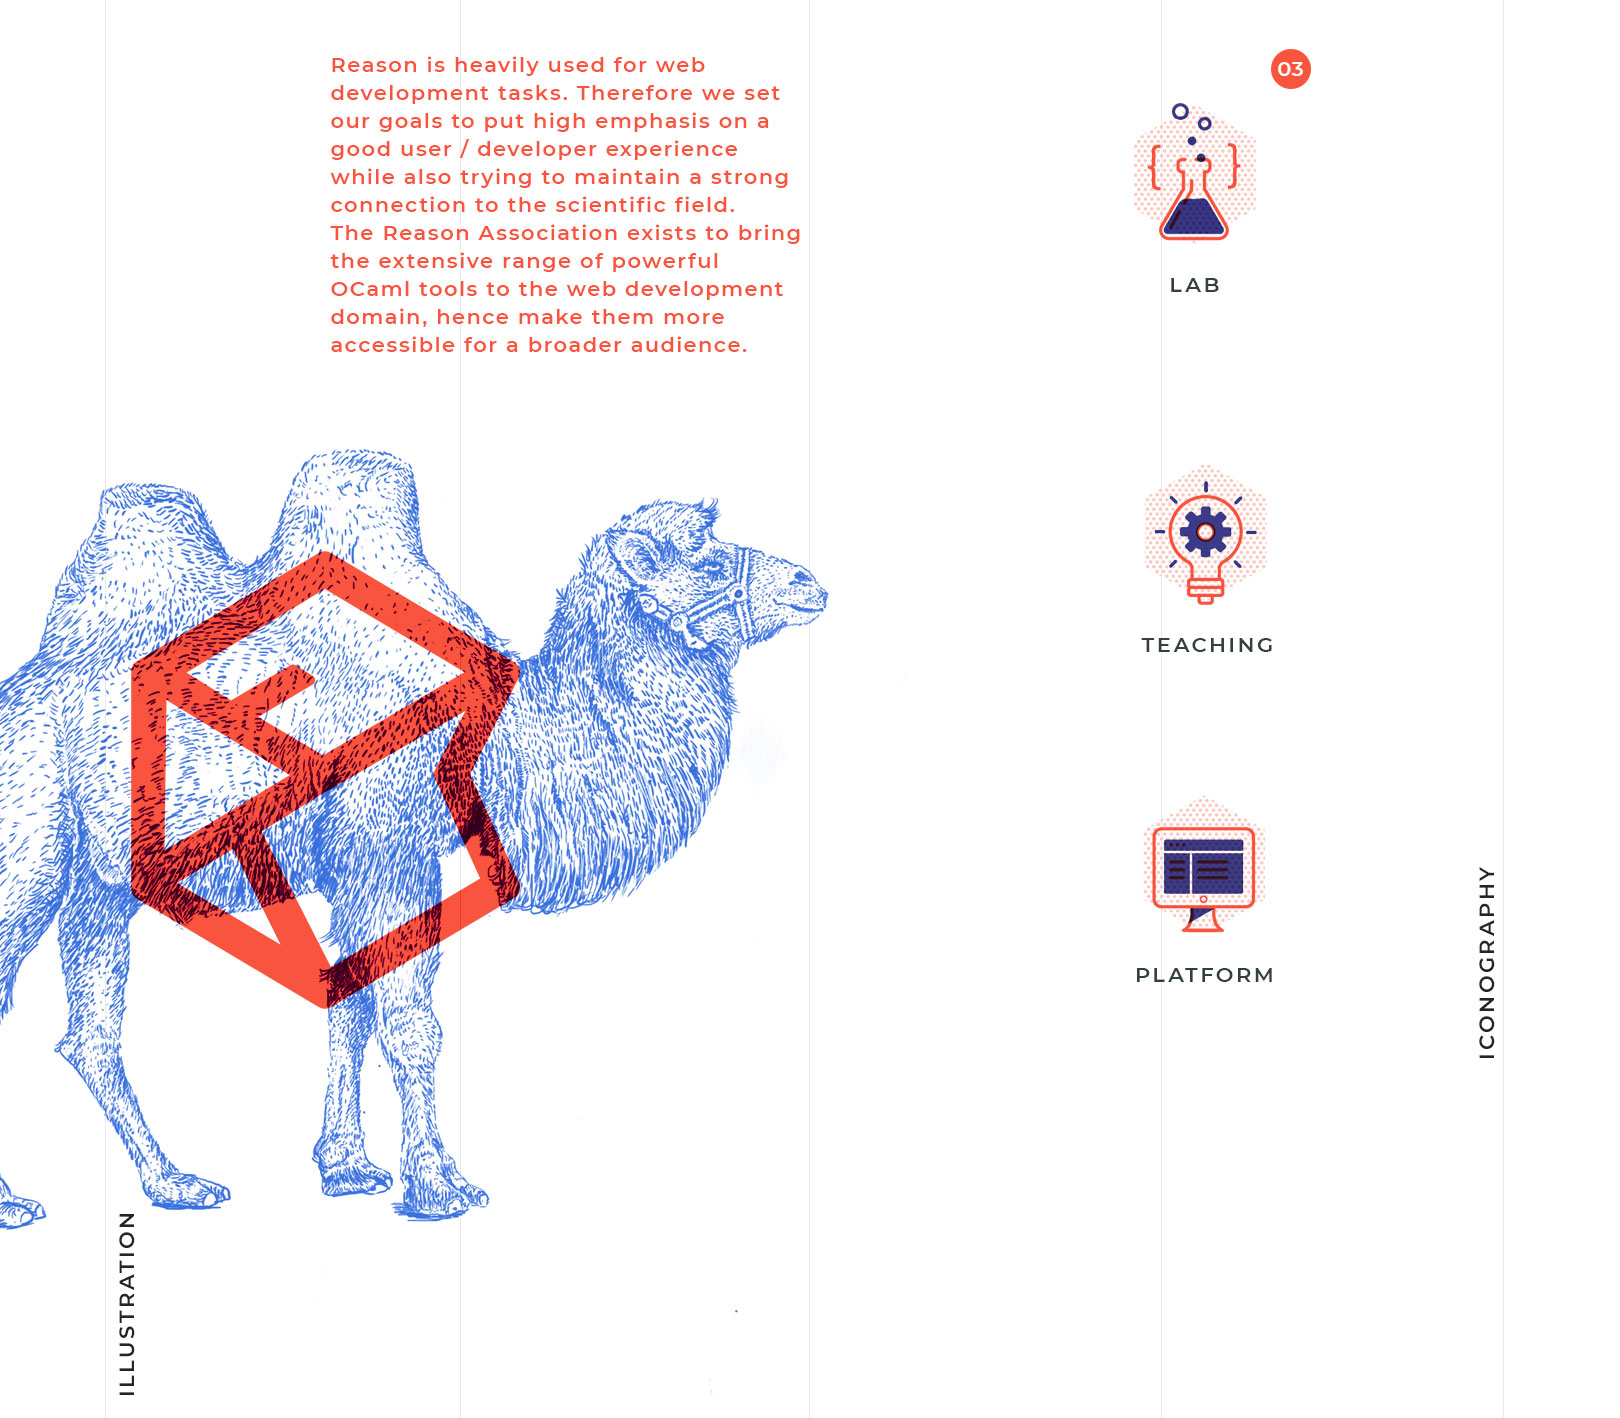 Reason is heavily used for web
development tasks. Therefore we set
our goals to put high emphasis on a
good user / developer experience
while also trying to maintain a strong
connection to the scientific field.
The Reason Association exists to bring
the extensive range of powerful
OCaml tools to the web development
domain, hence make them more
accessible for a broader audience.
03
LAB
TEACHING
PLATFORM
ICONOGRAPHY
ILLUSTRATION